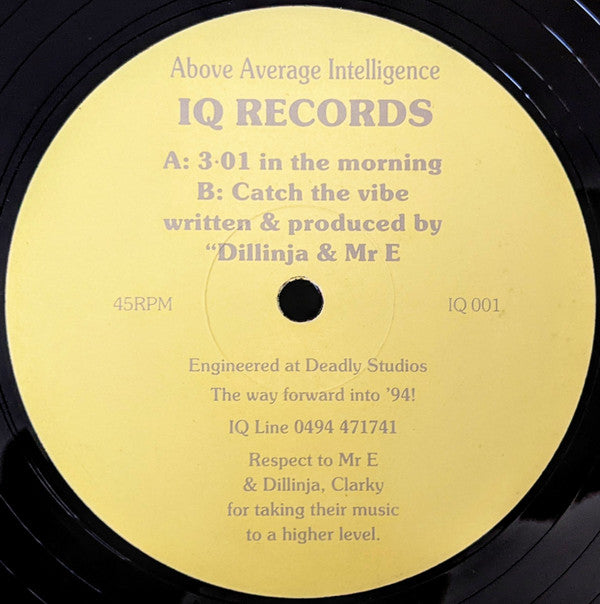 Above Average Intelligence
IQ RECORDS
A: 3·01 in the morning
B: Catch the vibe
written & produced by
“Dillinja & Mr E
45RPM
IQ 001
Engineered at Deadly Studios
The way forward into '94!
IQ Line 0494 471741
Respect to Mr E
& Dillinja, Clarky
for taking their music
to a higher level.